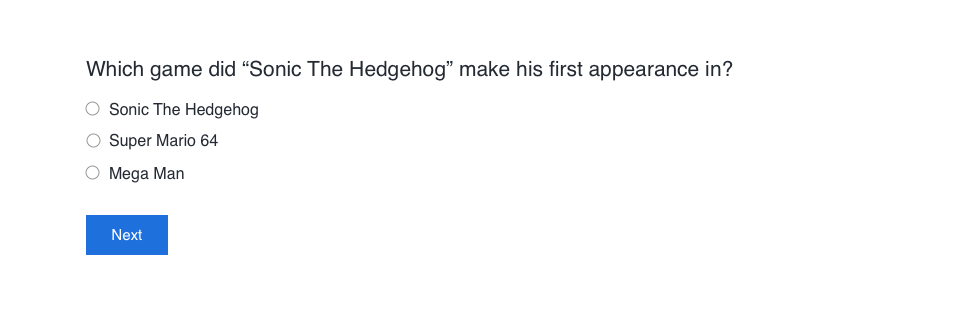 Which game did “Sonic The Hedgehog” make his first appearance in?
Sonic The Hedgehog
Super Mario 64
Mega Man
Next